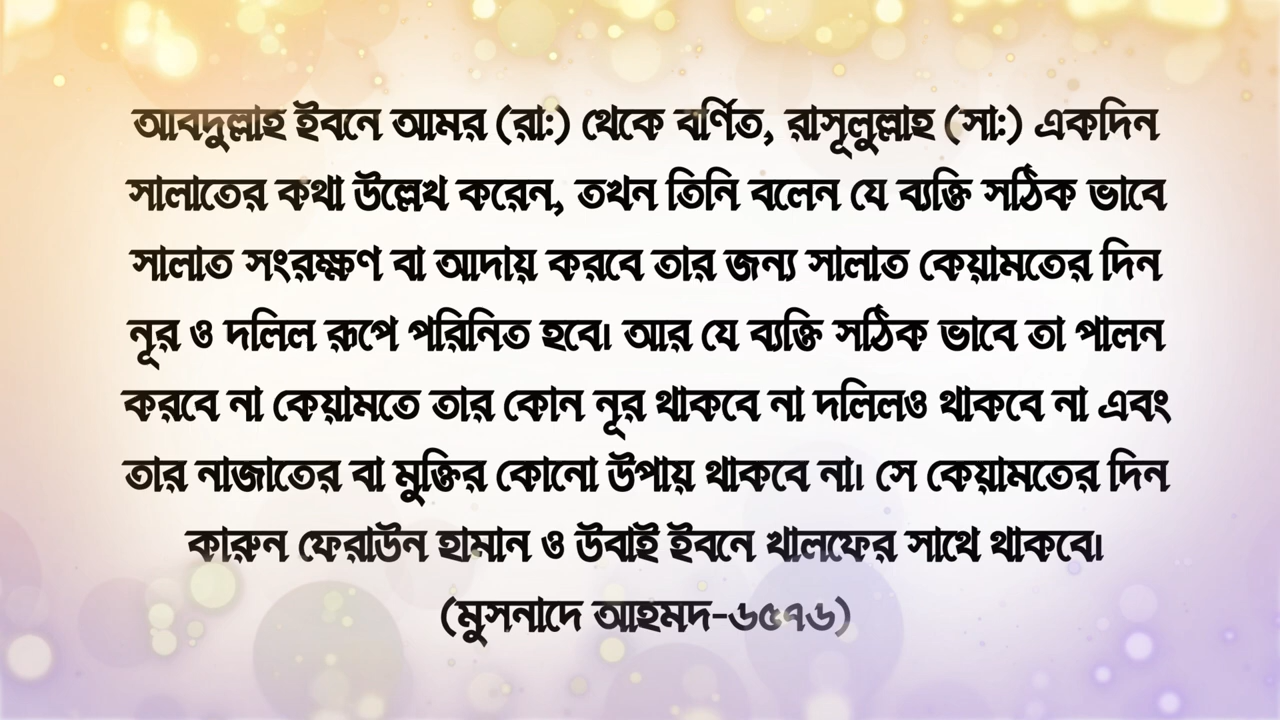 আবদুল্লাহ ইবনে আমর (রা:) থেকে বর্ণিত, রাসূলুল্লাহ (সা:) একদিন
সালাতের কথা উল্লেখ করেন, তখন তিনি বলেন যে ব্যক্তি সঠিক ভাবে
সালাত সংরক্ষণ বা আদায় করবে তার জন্য সালাত কেয়ামতের দিন
নূর ও দলিল রূপে পরিনিত হবে। আর যে ব্যক্তি সঠিক ভাবে তা পালন
করবে না কেয়ামতে তার কোন নূর থাকবে না দলিলও থাকবে না এবং
তার নাজাতের বা মুক্তির কোনো উপায় থাকবে না। সে কেয়ামতের দিন
কারুন ফেরাউন হামান ও উবাই ইবনে খালফের সাথে থাকবে।
(মুসনাদে আহমদ-৬৫৭৬)